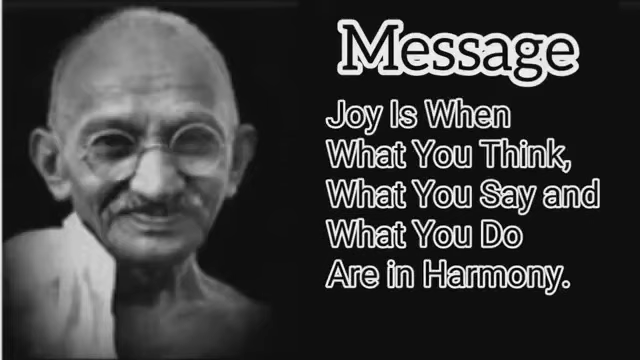 Message
Joy Is When
What You Think,
What You Say and
What You Do
Are in Harmony.